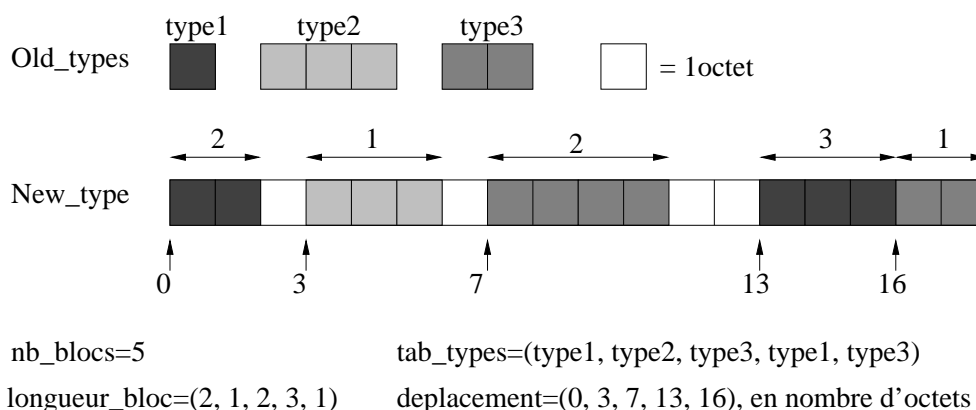 type1 type2 type3
Old_types = 1octet
2 1 2 3 1
New_type
0 3 7 13 16
nb_blocs=5 tab_types=(type1, type2, type3, type1, type3)
longueur_bloc=(2, 1, 2, 3, 1) deplacement=(0, 3, 7, 13, 16), en nombre d'octets